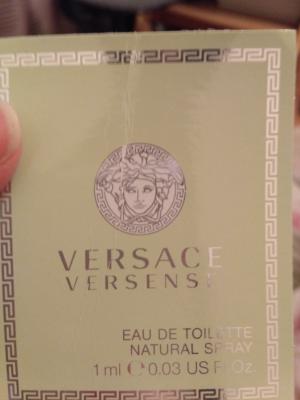 VERSACE
VERSENSE
EAU DE TOILETTE
NATURAL SPRAY
1 ml ℮ 0.03 US Fl. Oz.